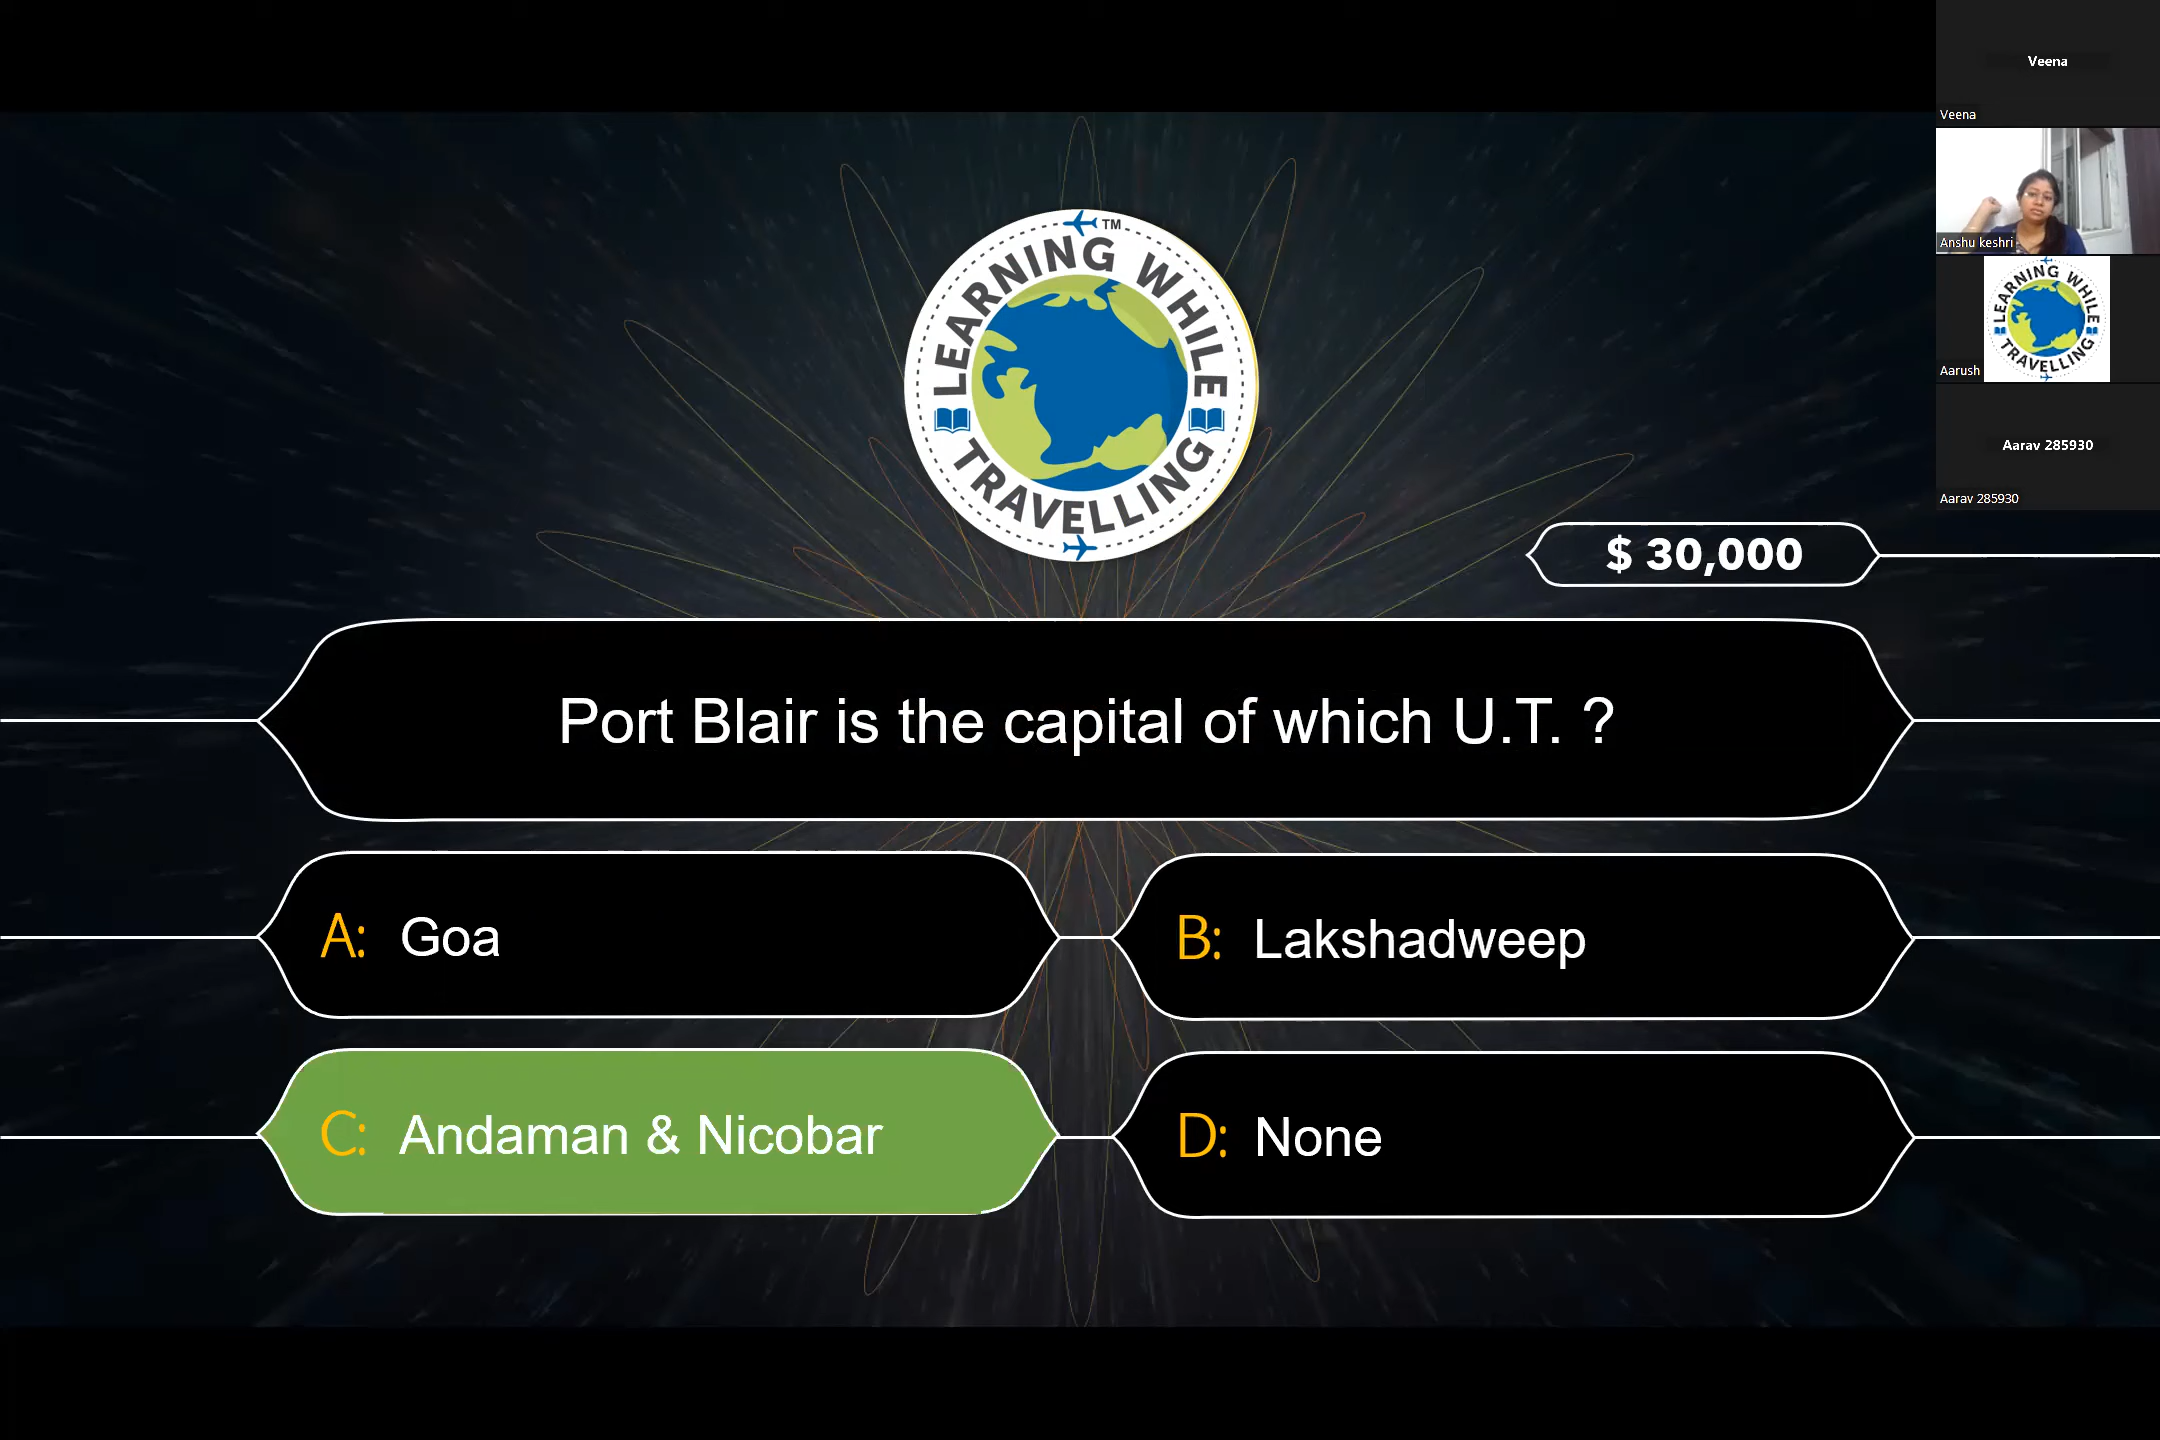 Veena
Veena
Anshu keshri
LEARNING WHILE
TRAVELLING
TM
LEARNING WHILE
TRAVELLING
Aarush
Aarav 285930
Aarav 285930
$ 30,000
Port Blair is the capital of which U.T. ?
A: Goa
B: Lakshadweep
C: Andaman & Nicobar
D: None